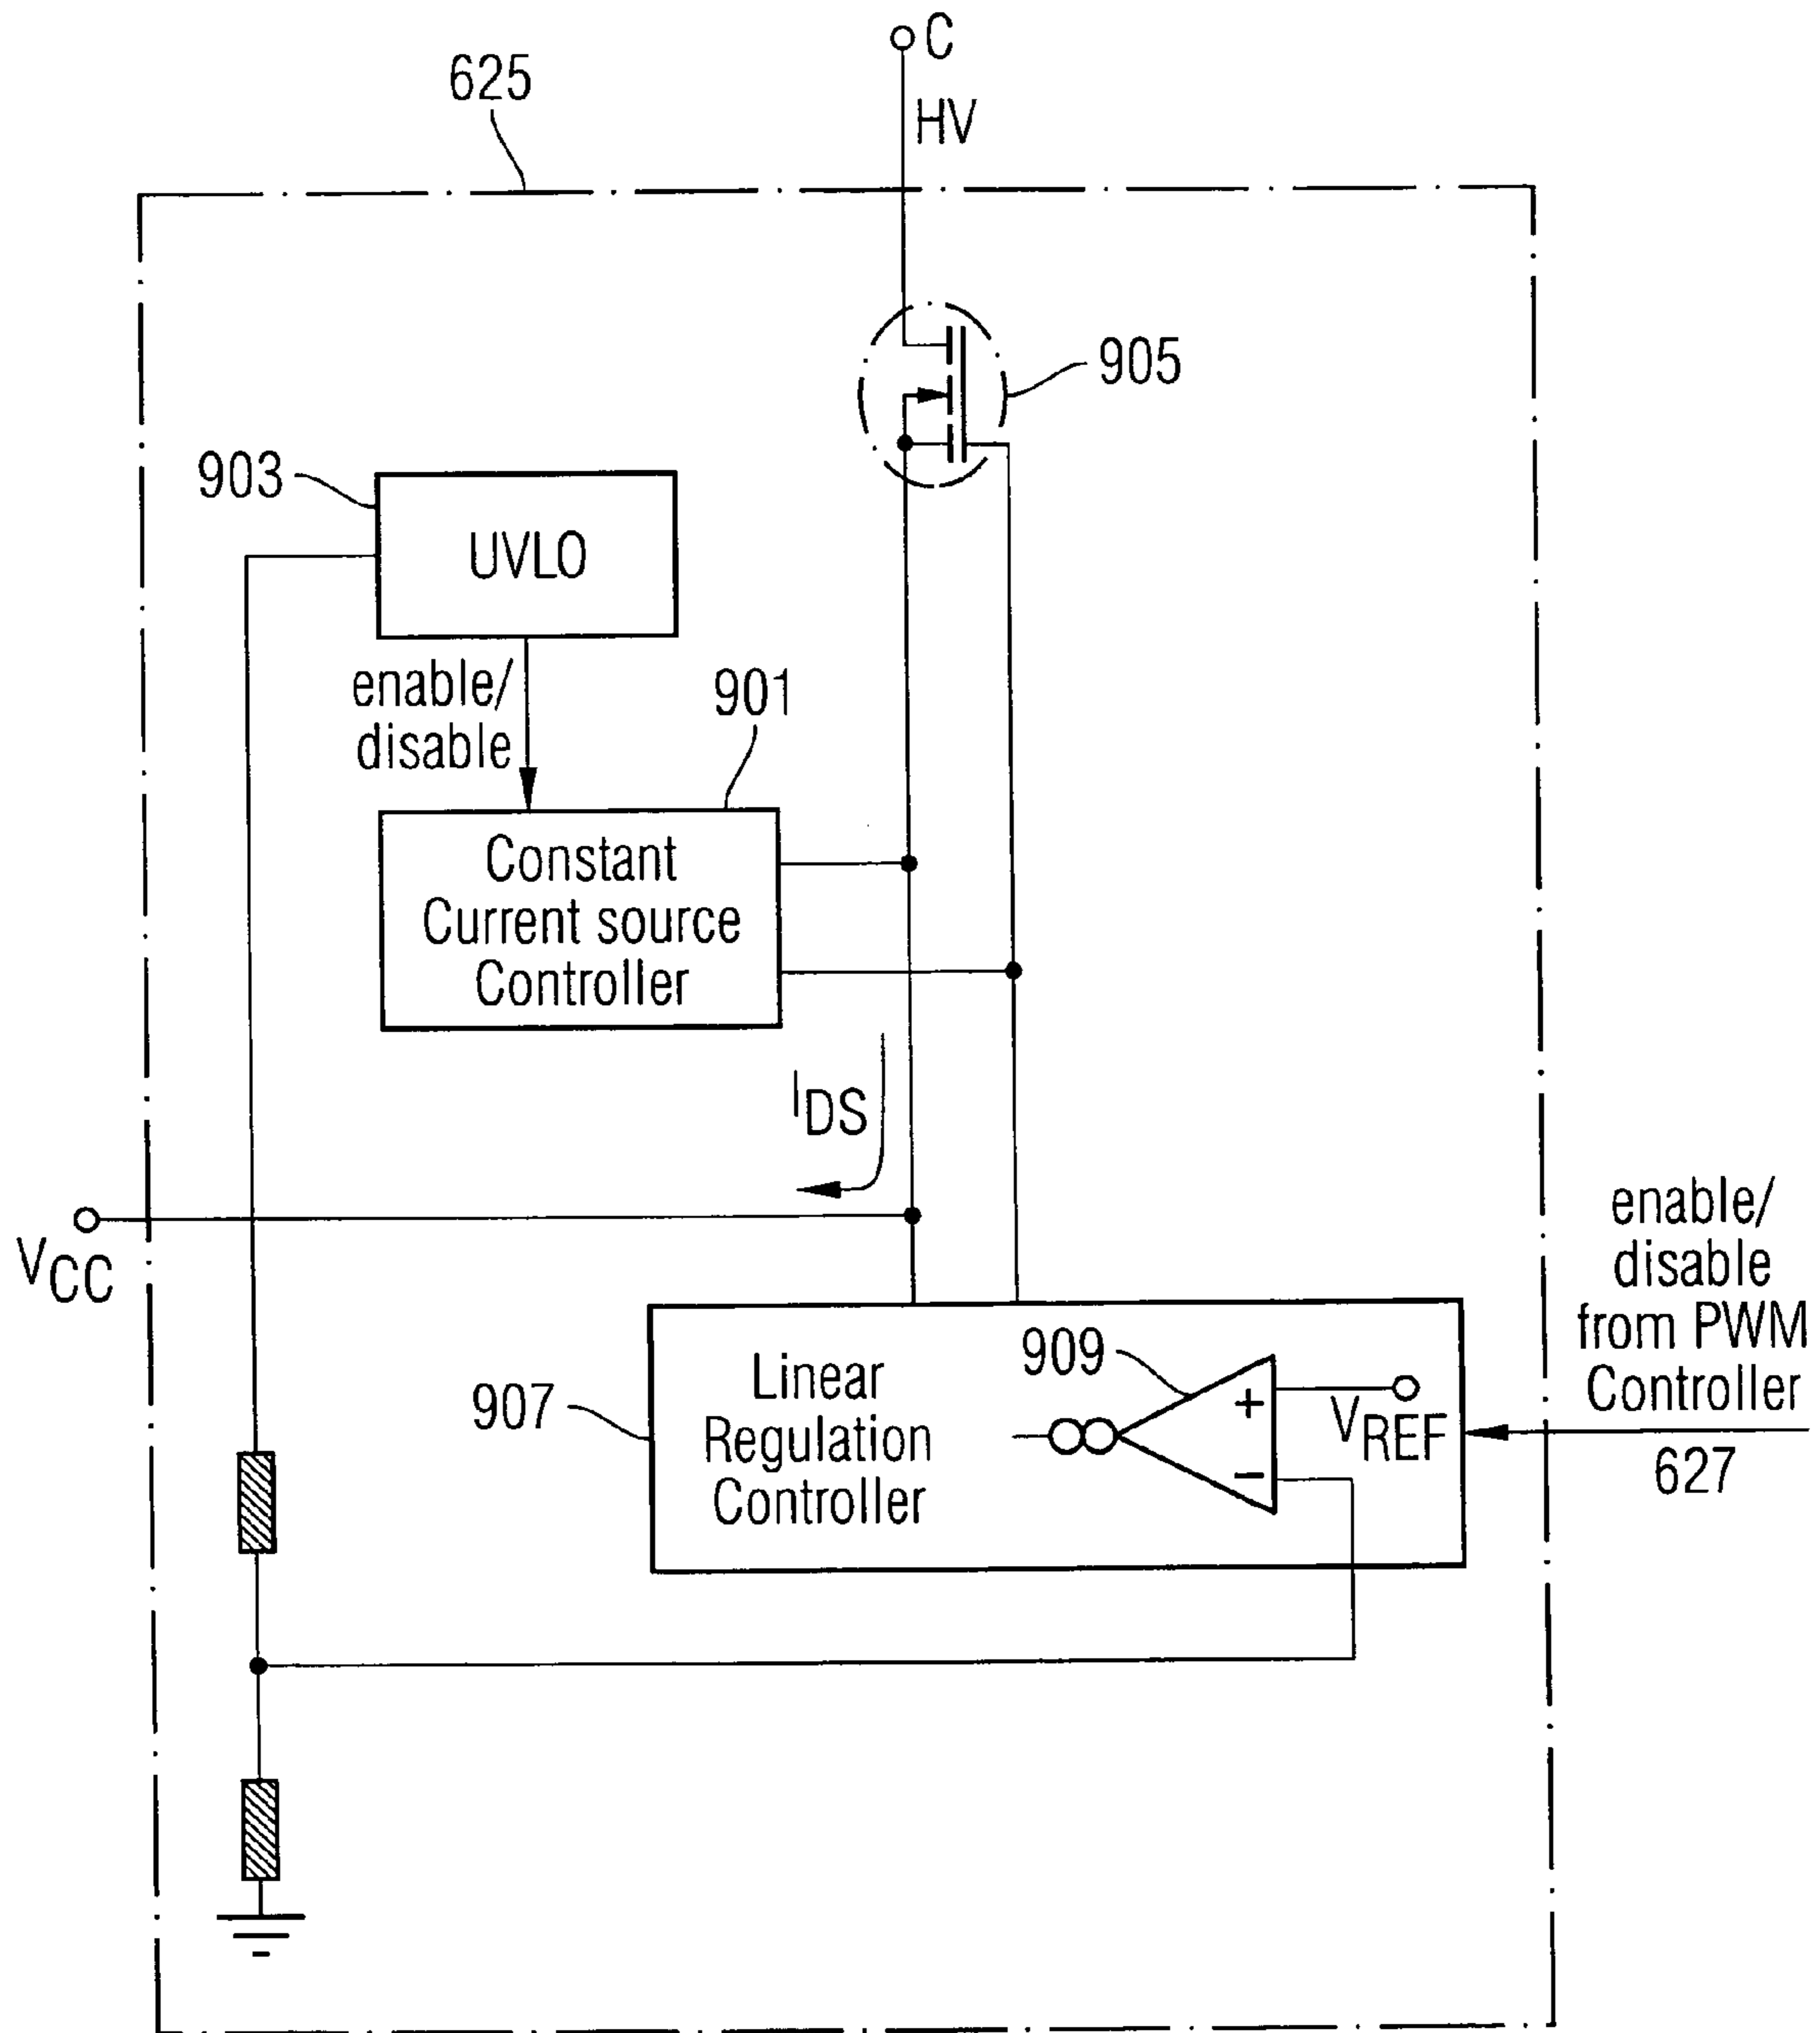 C
625
HV
905
903
UVLO
enable/
disable
901
Constant
Current source
Controller
IDS
VCC
enable/
disable
from PWM
Controller
627
907
Linear
Regulation
Controller
909
+
−
VREF